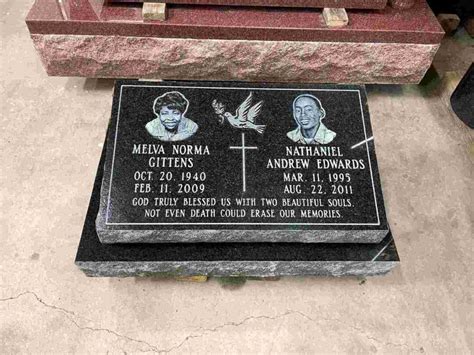 MELVA NORMA
GITTENS
OCT. 20, 1940
FEB. 11, 2009
NATHANIEL
ANDREW EDWARDS
MAR. 11, 1995
AUG. 22, 2011
GOD TRULY BLESSED US WITH TWO BEAUTIFUL SOULS.
NOT EVEN DEATH COULD ERASE OUR MEMORIES.